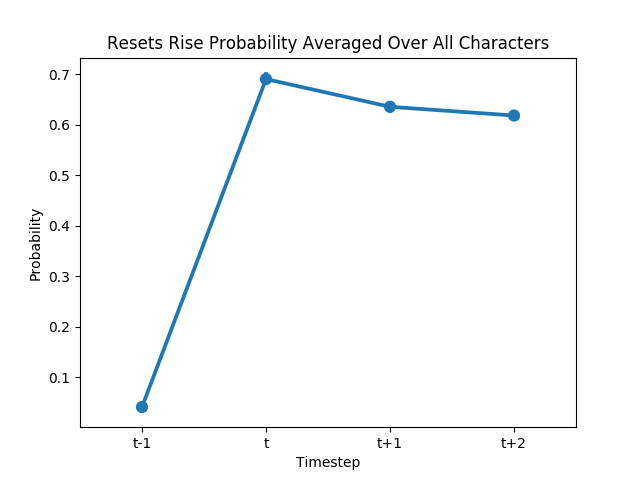 Resets Rise Probability Averaged Over All Characters
0.7
0.6
0.5
0.4
0.3
0.2
0.1
Probability
t-1 t t+1 t+2
Timestep